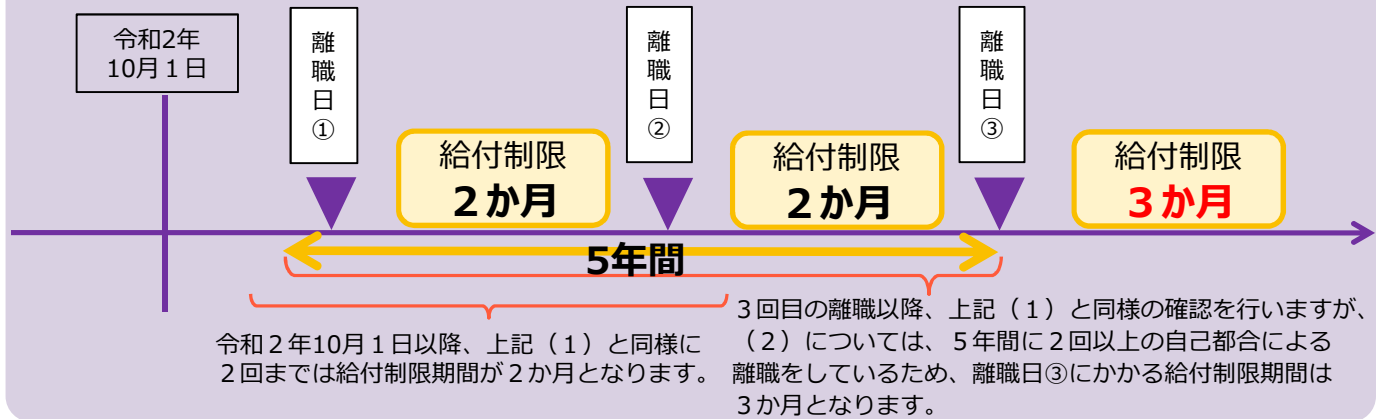 令和2年
10月１日
離職日①
離職日②
離職日③
給付制限
２か月
給付制限
２か月
給付制限
３か月
5年間
令和２年10月１日以降、上記（１）と同様に
２回までは給付制限期間が２か月となります。
３回目の離職以降、上記（１）と同様の確認を行いますが、
（２）については、５年間に２回以上の自己都合による
離職をしているため、離職日③にかかる給付制限期間は
３か月となります。